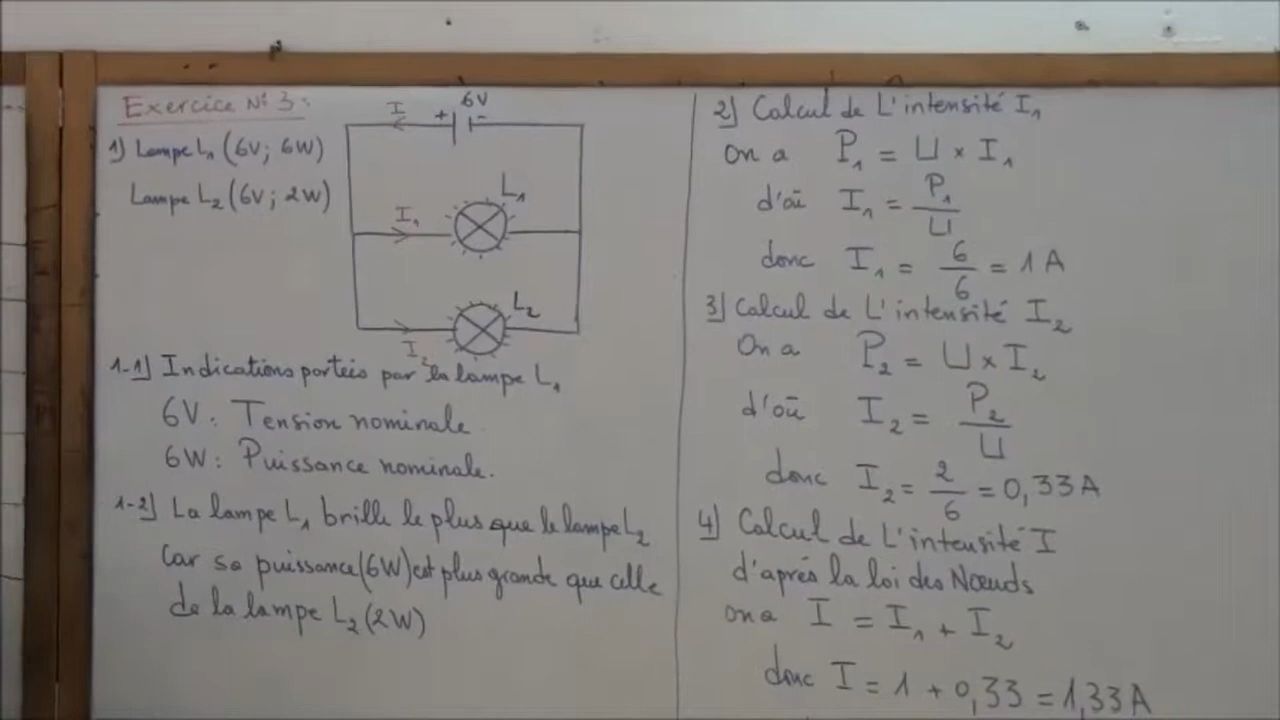 Exercice N° 3:
1) Lampe L₁ (6V; 6W)
Lampe L₂ (6V; 2W)
I + 6V -
L₁
I₁
L₂
I₂
1-1) Indications portées par la lampe L₁
6V: Tension nominale
6W: Puissance nominale.
1-2) La lampe L₁ brille le plus que le lampe L₂
Car sa puissance (6W) est plus grande que celle
de la lampe L₂ (2W)
2) Calcul de L'intensité I₁
On a P₁ = U × I₁
d'où I₁ = P₁/U
donc I₁ = 6/6 = 1 A
3) Calcul de L'intensité I₂
On a P₂ = U × I₂
d'où I₂ = P₂/U
donc I₂ = 2/6 = 0,33 A
4) Calcul de L'intensité I
d'après la loi des Nœuds
on a I = I₁ + I₂
donc I = 1 + 0,33 = 1,33 A